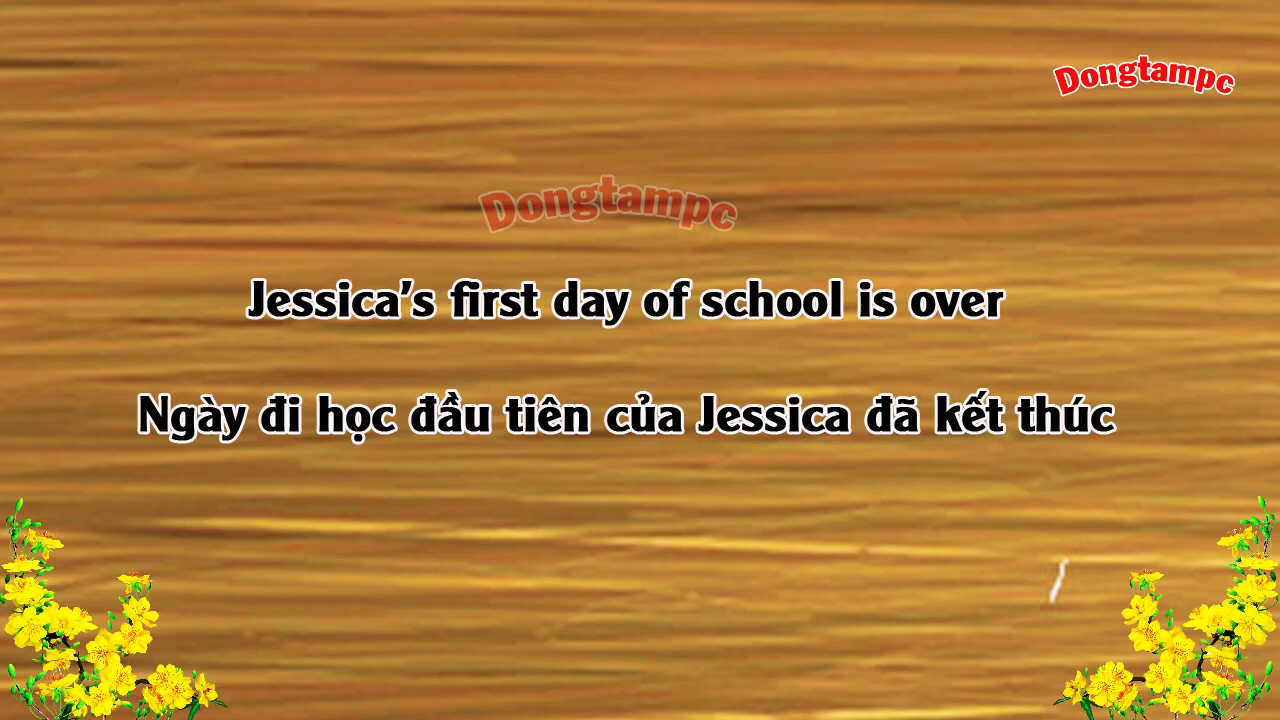 Dongtampc
Dongtampc
Jessica's first day of school is over
Ngày đi học đầu tiên của Jessica đã kết thúc